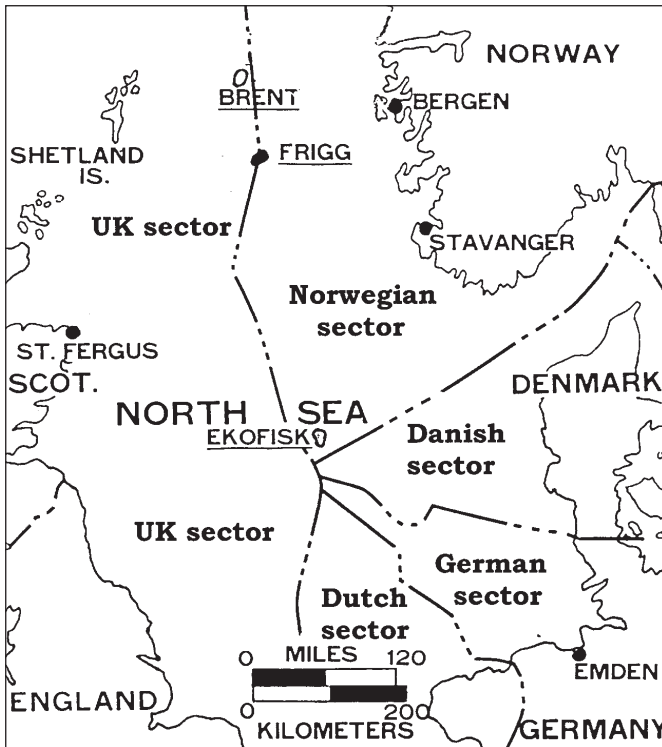 NORWAY
BRENT
BERGEN
SHETLAND
IS.
FRIGG
UK sector
STAVANGER
Norwegian
sector
ST. FERGUS
SCOT.
DENMARK
NORTH SEA
EKOFISK
Danish
sector
UK sector
German
sector
Dutch
sector
0 MILES 120
EMDEN
ENGLAND
0 200
KILOMETERS
GERMANY